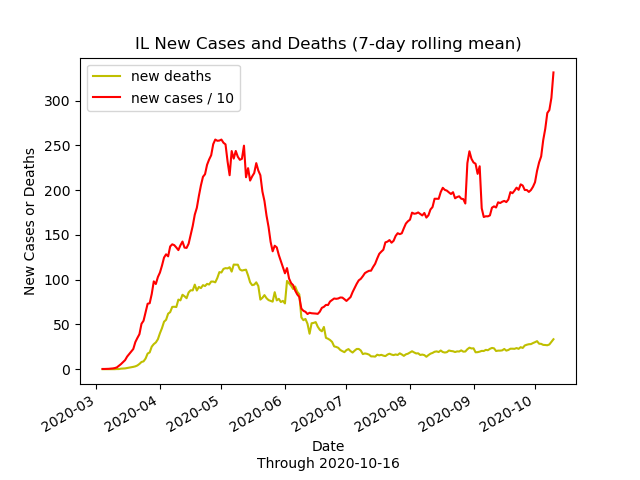 IL New Cases and Deaths (7-day rolling mean)
new deaths
new cases / 10
New Cases or Deaths
300
250
200
150
100
50
0
2020-03
2020-04
2020-05
2020-06
2020-07
2020-08
2020-09
2020-10
Date
Through 2020-10-16